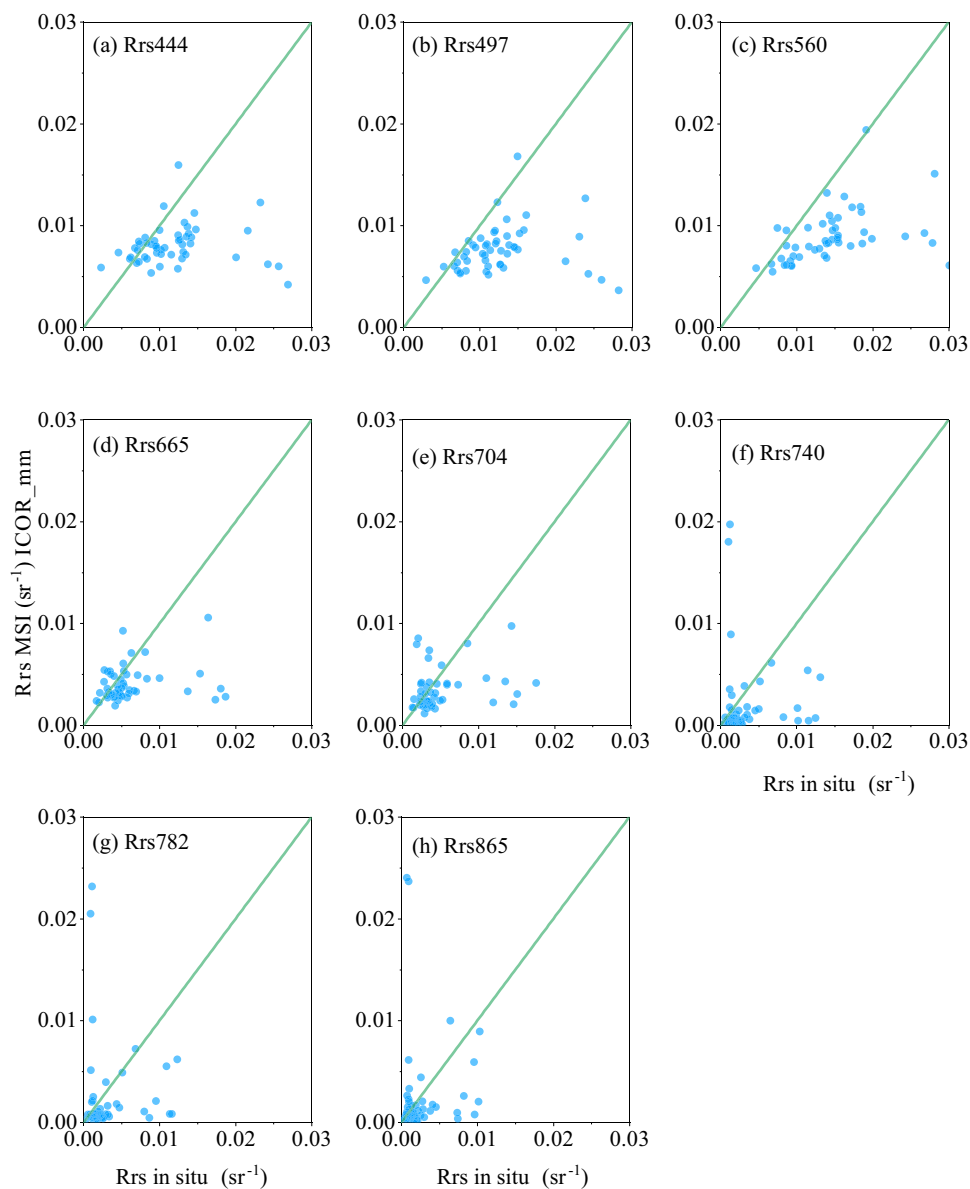 0.03
(a) Rrs444
0.02
0.01
0.00
0.00 0.01 0.02 0.03
0.03
(b) Rrs497
0.02
0.01
0.00
0.00 0.01 0.02 0.03
0.03
(c) Rrs560
0.02
0.01
0.00
0.00 0.01 0.02 0.03
Rrs MSI (sr⁻¹) ICOR_mm
0.03
(d) Rrs665
0.02
0.01
0.00
0.00 0.01 0.02 0.03
0.03
(e) Rrs704
0.02
0.01
0.00
0.00 0.01 0.02 0.03
0.03
(f) Rrs740
0.02
0.01
0.00
0.00 0.01 0.02 0.03
Rrs in situ (sr⁻¹)
0.03
(g) Rrs782
0.02
0.01
0.00
0.00 0.01 0.02 0.03
Rrs in situ (sr⁻¹)
0.03
(h) Rrs865
0.02
0.01
0.00
0.00 0.01 0.02 0.03
Rrs in situ (sr⁻¹)